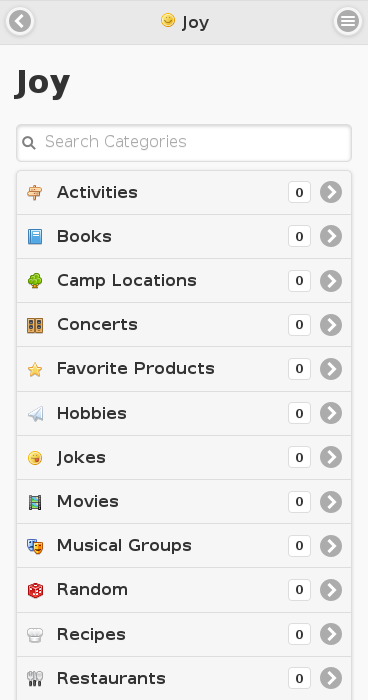 Joy
Joy
Search Categories
Activities 0
Books 0
Camp Locations 0
Concerts 0
Favorite Products 0
Hobbies 0
Jokes 0
Movies 0
Musical Groups 0
Random 0
Recipes 0
Restaurants 0